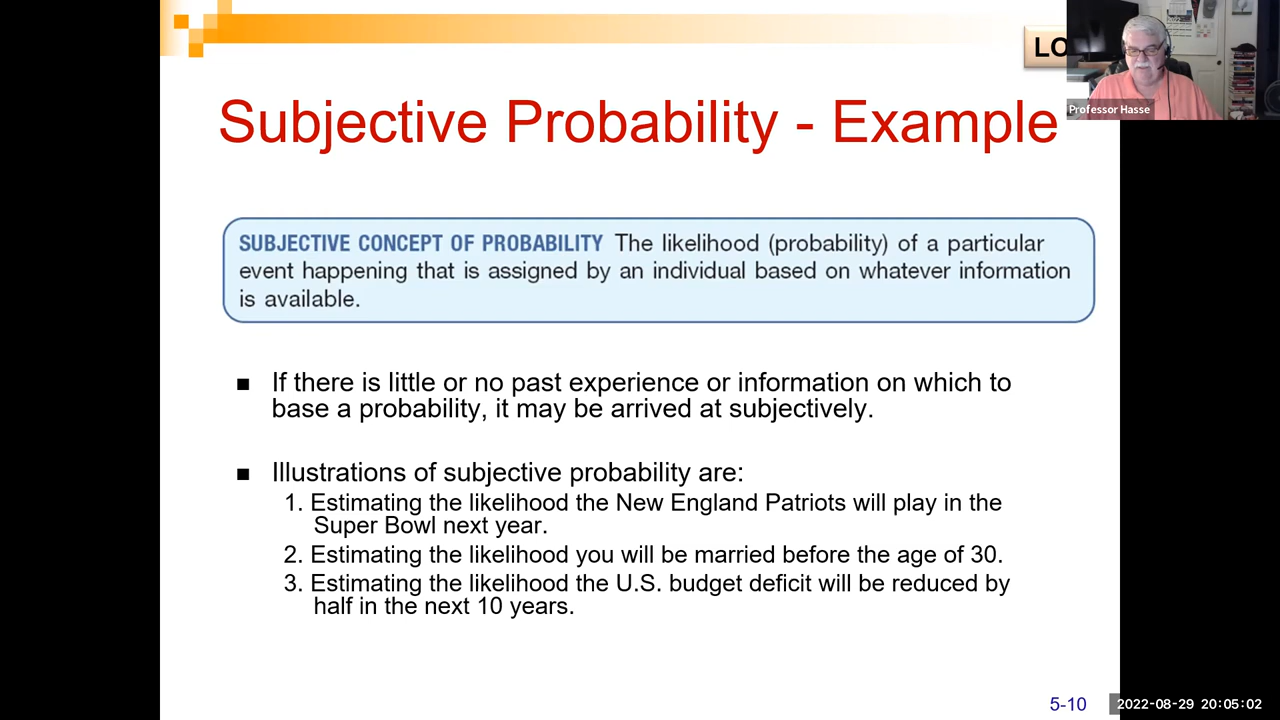 LO
Professor Hasse
Subjective Probability - Example
SUBJECTIVE CONCEPT OF PROBABILITY The likelihood (probability) of a particular
event happening that is assigned by an individual based on whatever information
is available.
■ If there is little or no past experience or information on which to
base a probability, it may be arrived at subjectively.
■ Illustrations of subjective probability are:
1. Estimating the likelihood the New England Patriots will play in the
Super Bowl next year.
2. Estimating the likelihood you will be married before the age of 30.
3. Estimating the likelihood the U.S. budget deficit will be reduced by
half in the next 10 years.
5-10
2022-08-29 20:05:02